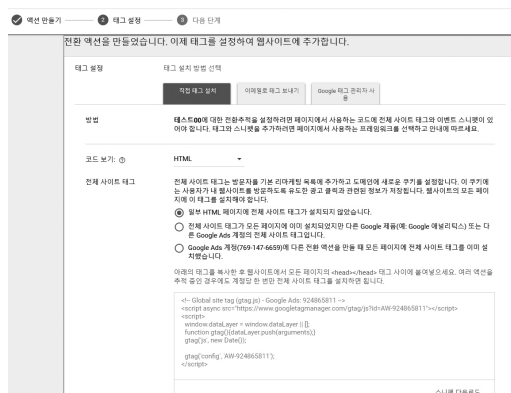 액션 만들기
2 태그 설정
3 다음 단계
전환 액션을 만들었습니다. 이제 태그를 설정하여 웹사이트에 추가합니다.
태그 설정
태그 설치 방법 선택
직접 태그 설치
이메일로 태그 보내기
Google 태그 관리자 사용
방법
테스트00에 대한 전환추적을 설정하려면 페이지에서 사용하는 코드에 전체 사이트 태그와 이벤트 스니펫이 있
어야 합니다. 태그와 스니펫을 추가하려면 페이지에서 사용하는 프레임워크를 선택하고 안내에 따르세요.
코드 보기:
HTML
전체 사이트 태그
전체 사이트 태그는 방문자를 기본 리마케팅 목록에 추가하고 도메인에 새로운 쿠키를 설정합니다. 이 쿠키에
는 사용자가 내 웹사이트를 방문하도록 유도한 광고 클릭과 관련된 정보가 저장됩니다. 웹사이트의 모든 페이
지에 이 태그를 설치해야 합니다.
일부 HTML 페이지에 전체 사이트 태그가 설치되지 않았습니다.
전체 사이트 태그가 모든 페이지에 이미 설치되었지만 다른 Google 제품(예: Google 애널리틱스) 또는 다
른 Google Ads 계정의 전체 사이트 태그입니다.
Google Ads 계정(769-147-6659)에 다른 전환 액션을 만들 때 모든 페이지에 전체 사이트 태그를 이미 설
치했습니다.
아래의 태그를 복사한 후 웹사이트에서 모든 페이지의 <head></head> 태그 사이에 붙여넣으세요. 여러 액션을
추적 중인 경우에도 계정당 한 번만 전체 사이트 태그를 설치하면 됩니다.
<!-- Global site tag (gtag.js) - Google Ads: 924865811 -->
<script async src="https://www.googletagmanager.com/gtag/js?id=AW-924865811"></script>
<script>
window.dataLayer = window.dataLayer || [];
function gtag(){dataLayer.push(arguments);}
gtag('js', new Date());
gtag('config', 'AW-924865811');
</script>
스니펫 다운로드